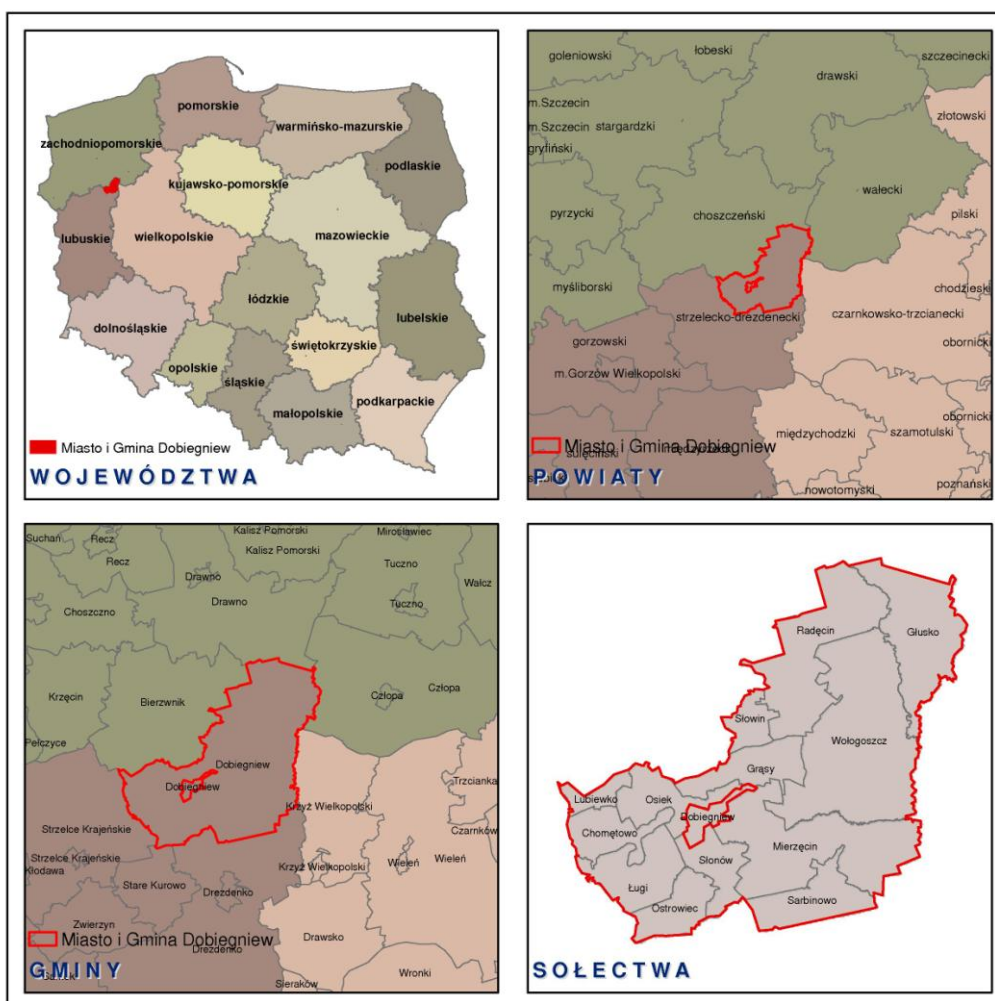 pomorskie
warmińsko-mazurskie
zachodniopomorskie
podlaskie
kujawsko-pomorskie
lubuskie
wielkopolskie
mazowieckie
łódzkie
lubelskie
dolnośląskie
świętokrzyskie
opolskie
śląskie
podkarpackie
małopolskie
Miasto i Gmina Dobiegniew
WOJEWÓDZTWA
goleniowski
łobeski
szczecinecki
drawski
m.Szczecin
złotowski
m.Szczecin
stargardzki
gryfiński
wałecki
pyrzycki
choszczeński
pilski
myśliborski
chodzieski
strzelecko-drezdenecki
czarnkowsko-trzcianecki
gorzowski
obornicki
m.Gorzów Wielkopolski
obornicki
międzychodzki
szamotulski
Miasto i Gmina Dobiegniew
sulęciński
poznański
nowotomyski
POWIATY
Suchań
Recz
Kalisz Pomorski
Mirosławiec
Recz
Kalisz Pomorski
Tuczno
Drawno
Wałcz
Choszczno
Drawno
Tuczno
Krzęcin
Bierzwnik
Człopa
Człopa
Pełczyce
Dobiegniew
Trzcianka
Dobiegniew
Krzyż Wielkopolski
Strzelce Krajeńskie
Czarnków
Strzelce Krajeńskie
Krzyż Wielkopolski
Wieleń
Wieleń
Kłodawa
Stare Kurowo
Drezdenko
Zwierzyn
Drawsko
Miasto i Gmina Dobiegniew
Drezdenko
Wronki
Sieraków
GMINY
Radęcin
Głusko
Słowin
Wołogoszcz
Grąsy
Lubiewko
Osiek
Dobiegniew
Chomętowo
Mierzęcin
Słonów
Ługi
Ostrowiec
Sarbinowo
SOŁECTWA